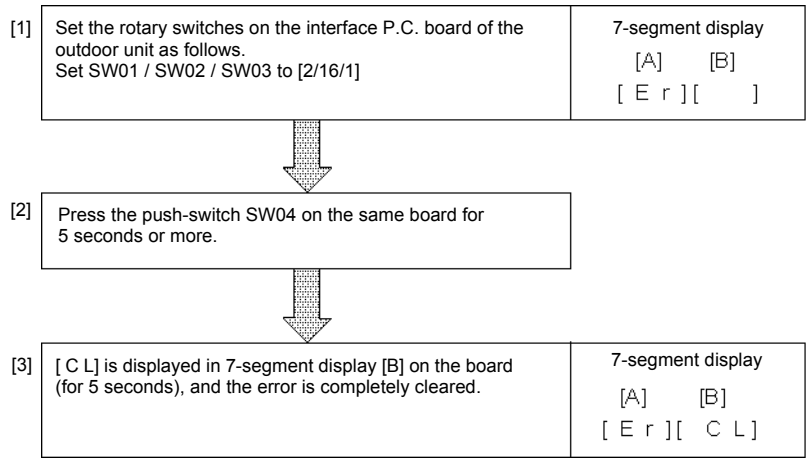 [1] Set the rotary switches on the interface P.C. board of the
outdoor unit as follows.
Set SW01 / SW02 / SW03 to [2/16/1]
7-segment display
[A] [B]
[ E r ] [ ]
[2] Press the push-switch SW04 on the same board for
5 seconds or more.
[3] [ C L] is displayed in 7-segment display [B] on the board
(for 5 seconds), and the error is completely cleared.
7-segment display
[A] [B]
[ E r ] [ C L ]